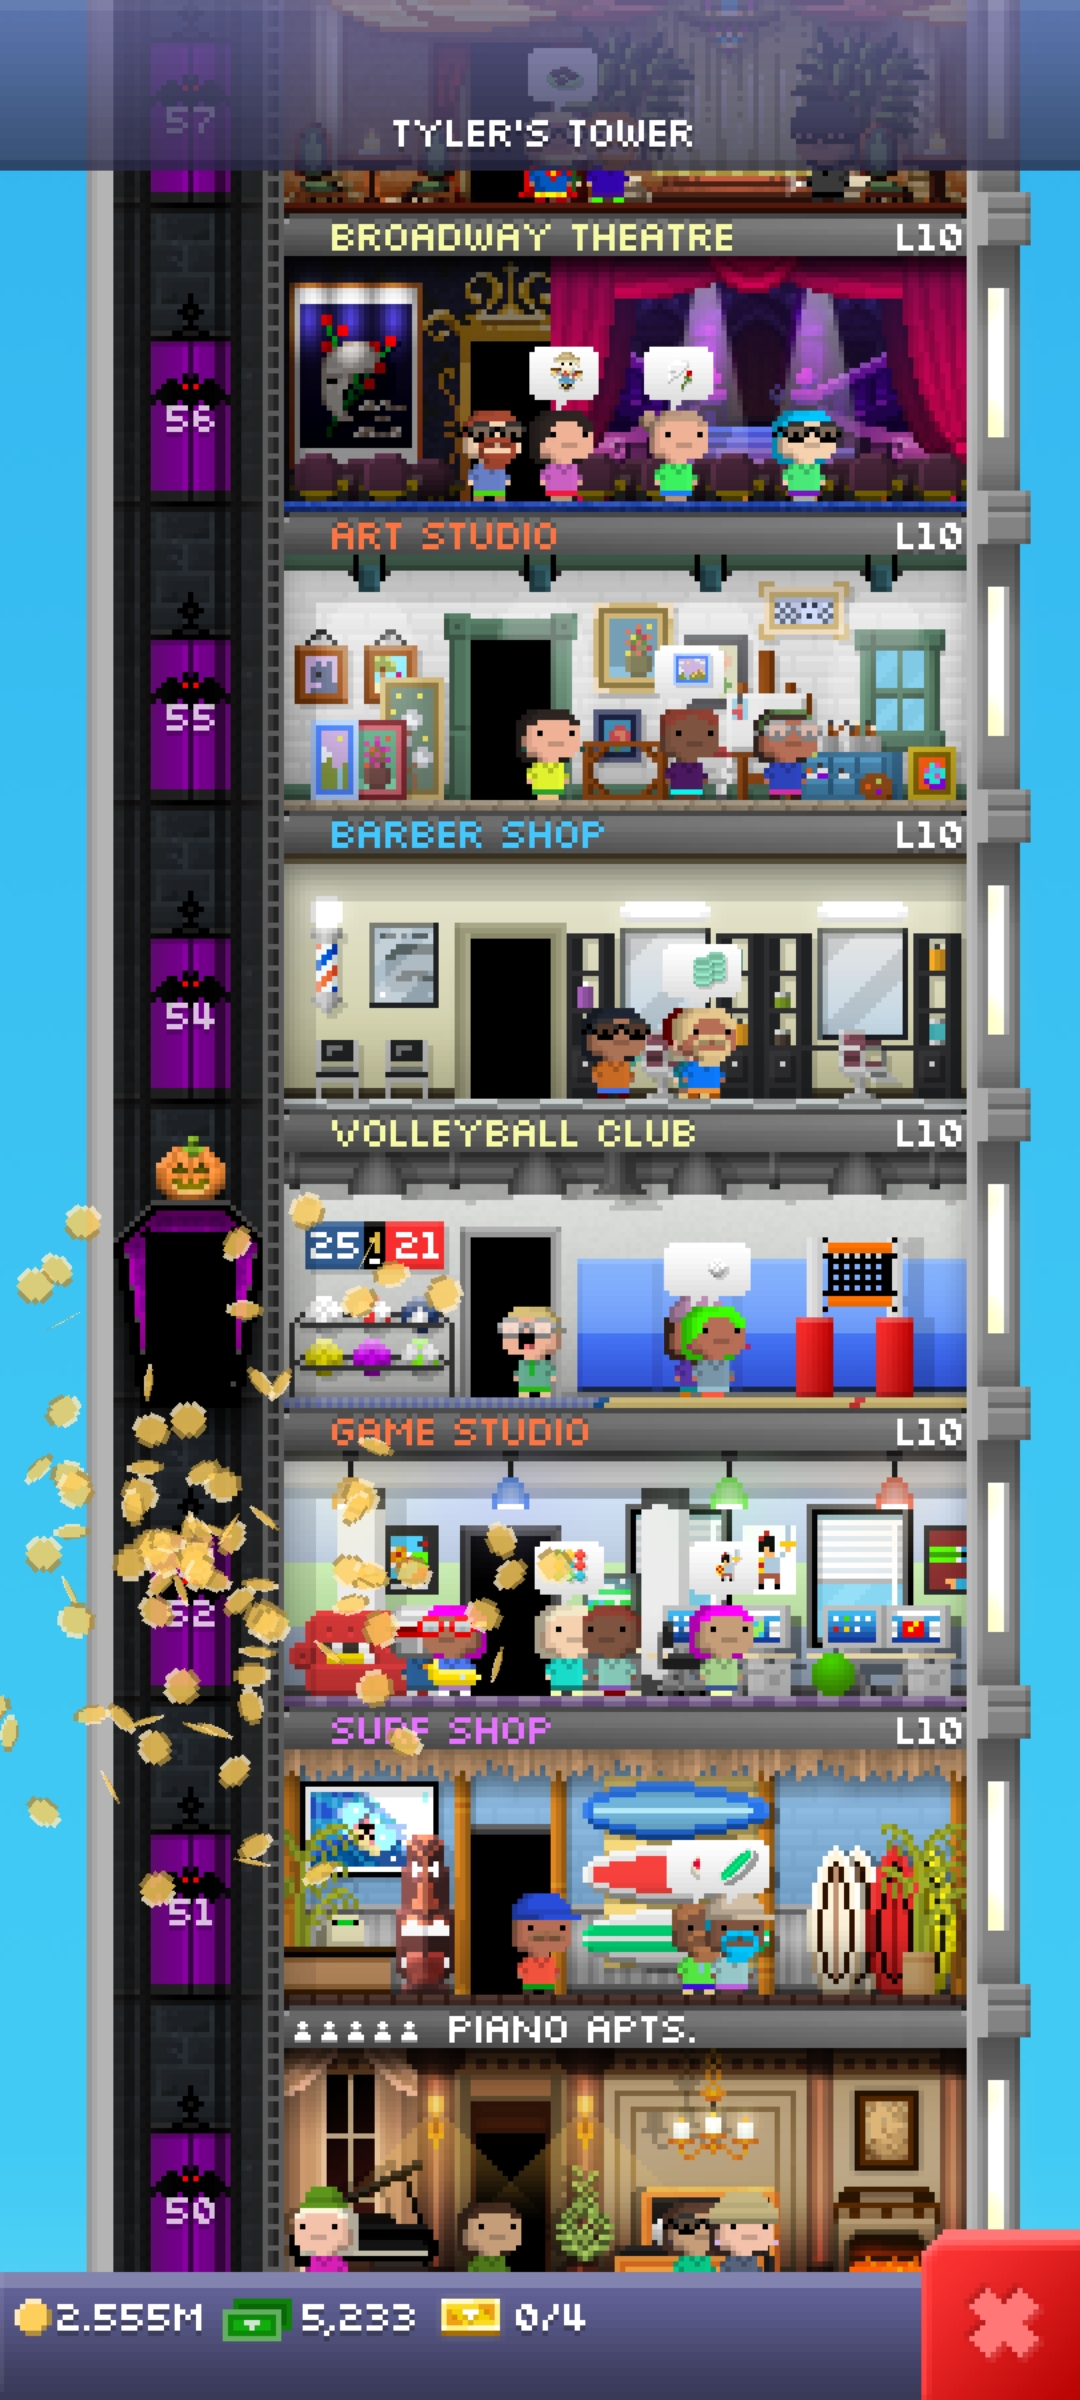 57
TYLER'S TOWER
BROADWAY THEATRE L10
56
ART STUDIO L10
55
BARBER SHOP L10
54
VOLLEYBALL CLUB L10
25 21
GAME STUDIO L10
52
SURF SHOP L10
51
PIANO APTS.
50
2.555M 5,233 0/4